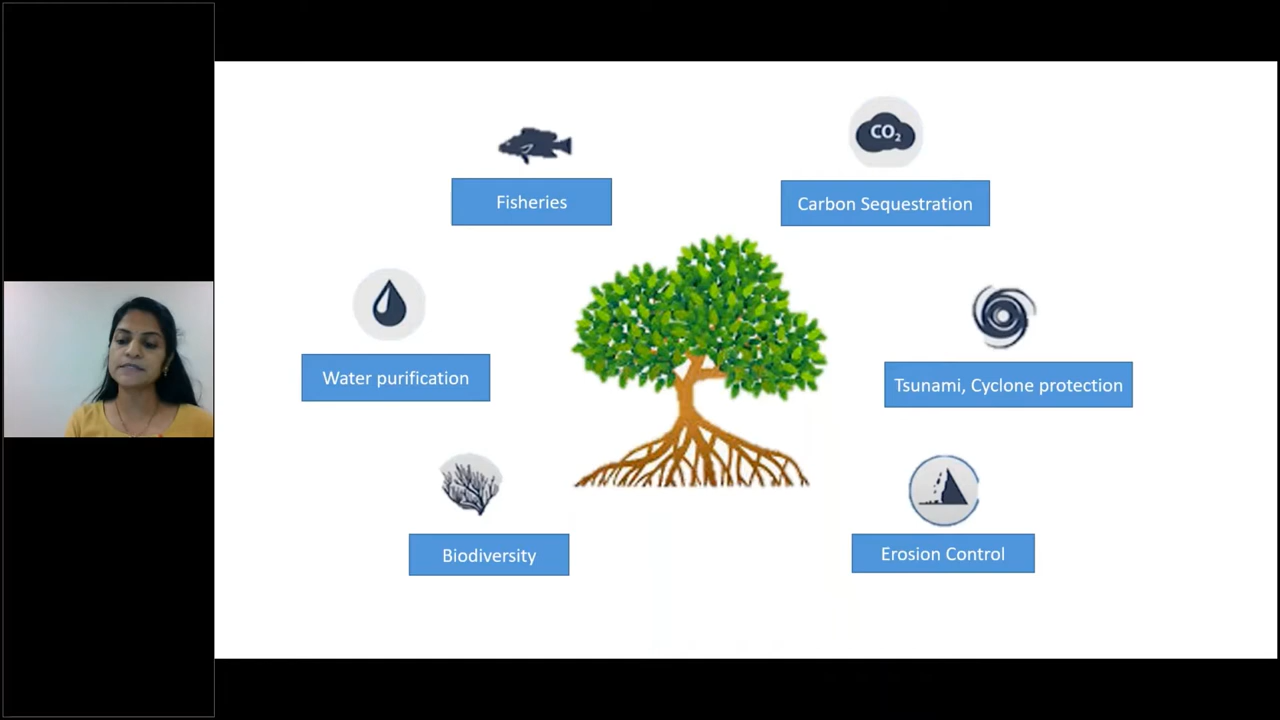 CO₂
Fisheries
Carbon Sequestration
Water purification
Tsunami, Cyclone protection
Biodiversity
Erosion Control